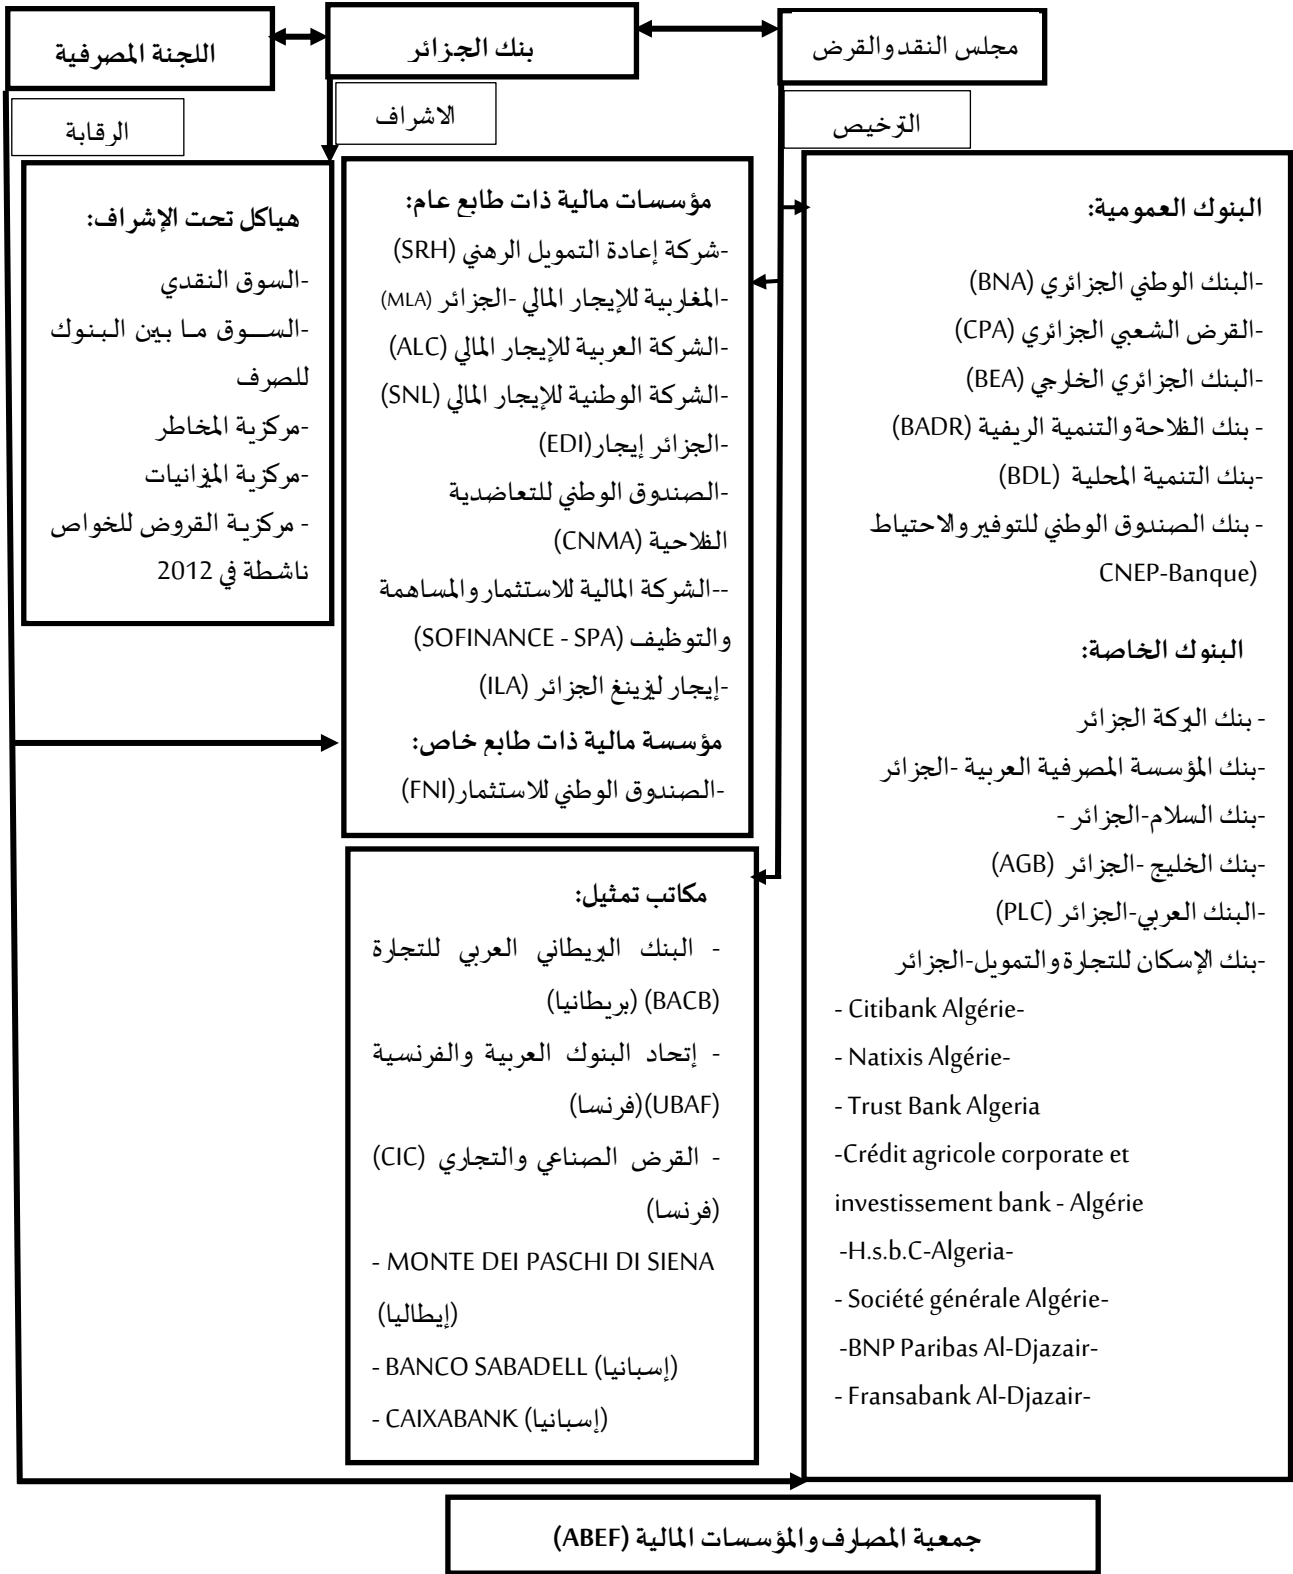 مجلس النقد والقرض
بنك الجزائر
اللجنة المصرفية
الترخيص
الاشراف
الرقابة
البنوك العمومية:
-البنك الوطني الجزائري (BNA)
-القرض الشعبي الجزائري (CPA)
-البنك الجزائري الخارجي (BEA)
- بنك الفلاحة والتنمية الريفية (BADR)
-بنك التنمية المحلية (BDL)
- بنك الصندوق الوطني للتوفير والاحتياط
CNEP-Banque)
البنوك الخاصة:
- بنك البركة الجزائر
-بنك المؤسسة المصرفية العربية -الجزائر
-بنك السلام-الجزائر -
-بنك الخليج -الجزائر (AGB)
-البنك العربي-الجزائر (PLC)
-بنك الإسكان للتجارة والتمويل-الجزائر
- Citibank Algérie-
- Natixis Algérie-
- Trust Bank Algeria
-Crédit agricole corporate et
investissement bank - Algérie
-H.s.b.C-Algeria-
- Société générale Algérie-
-BNP Paribas Al-Djazair-
- Fransabank Al-Djazair-
مؤسسات مالية ذات طابع عام:
-شركة إعادة التمويل الرهني (SRH)
-المغاربية للإيجار المالي -الجزائر (MLA)
-الشركة العربية للإيجار المالي (ALC)
-الشركة الوطنية للإيجار المالي (SNL)
-الجزائر إيجار(EDI)
-الصندوق الوطني للتعاضدية
الفلاحية (CNMA)
--الشركة المالية للاستثمار والمساهمة
والتوظيف (SOFINANCE - SPA)
-إيجار ليزينغ الجزائر (ILA)
مؤسسة مالية ذات طابع خاص:
-الصندوق الوطني للاستثمار(FNI)
مكاتب تمثيل:
- البنك البريطاني العربي للتجارة
(BACB) (بريطانيا)
- إتحاد البنوك العربية والفرنسية
(UBAF)(فرنسا)
- القرض الصناعي والتجاري (CIC)
(فرنسا)
- MONTE DEI PASCHI DI SIENA
(إيطاليا)
- BANCO SABADELL (إسبانيا)
- CAIXABANK (إسبانيا)
هياكل تحت الإشراف:
-السوق النقدي
-السوق ما بين البنوك
للصرف
-مركزية المخاطر
-مركزية الميزانيات
- مركزية القروض للخواص
ناشطة في 2012
جمعية المصارف والمؤسسات المالية (ABEF)